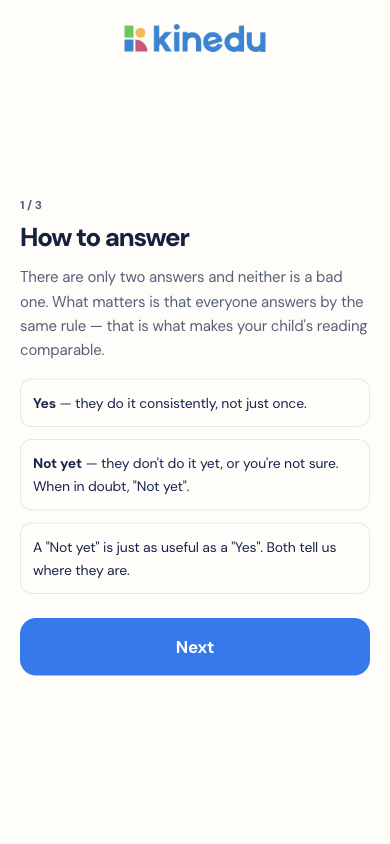 kinedu
1 / 3
How to answer
There are only two answers and neither is a bad
one. What matters is that everyone answers by the
same rule — that is what makes your child's reading
comparable.
Yes — they do it consistently, not just once.
Not yet — they don't do it yet, or you're not sure.
When in doubt, "Not yet".
A "Not yet" is just as useful as a "Yes". Both tell us
where they are.
Next